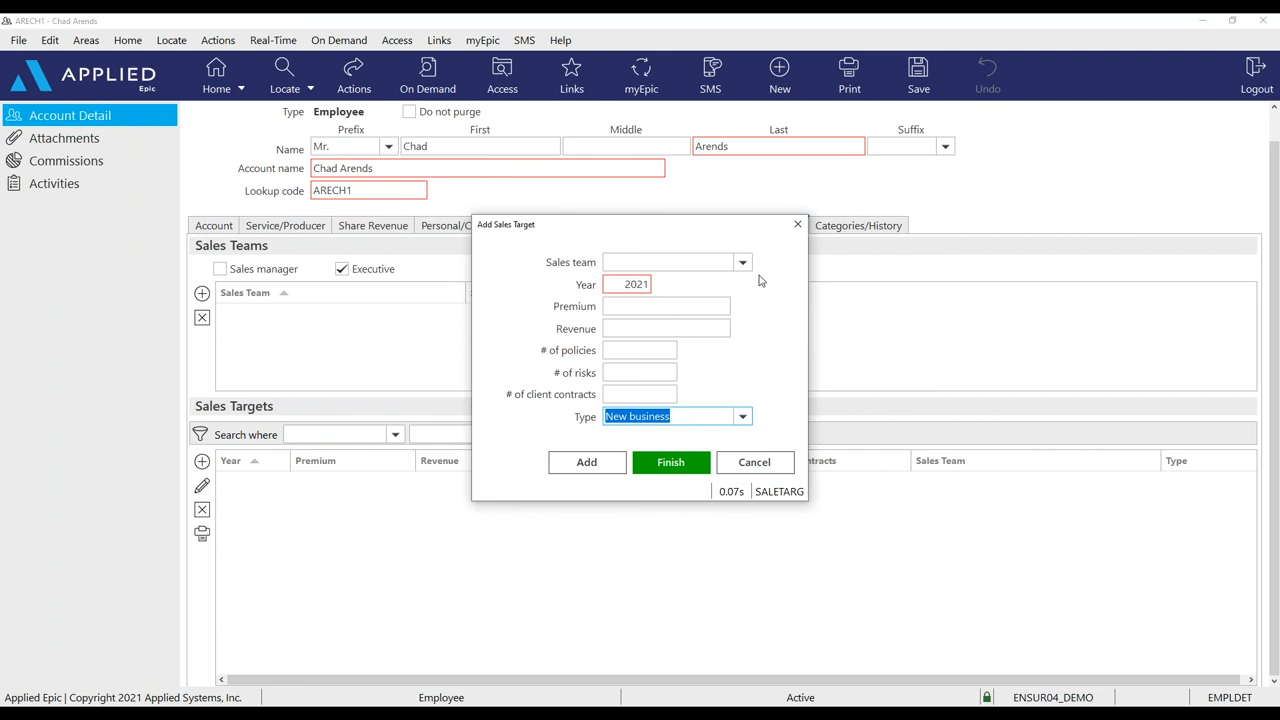 ARECH1 - Chad Arends
File Edit Areas Home Locate Actions Real-Time On Demand Access Links myEpic SMS Help
APPLIED
Epic
Home Locate Actions On Demand Access Links myEpic SMS New Print Save Undo Logout
Account Detail
Attachments
Commissions
Activities
Type Employee Do not purge
Prefix First Middle Last Suffix
Name Mr. Chad Arends
Account name Chad Arends
Lookup code ARECH1
Account Service/Producer Share Revenue Personal/C Categories/History
Sales Teams
Sales manager Executive
Sales Team
Add Sales Target
Sales team
Year 2021
Premium
Revenue
# of policies
# of risks
# of client contracts
Type New business
Add Finish Cancel
0.07s SALETARG
Sales Targets
Search where
Year Premium Revenue tracts Sales Team Type
Applied Epic | Copyright 2021 Applied Systems, Inc. Employee Active ENSUR04_DEMO EMPLDET